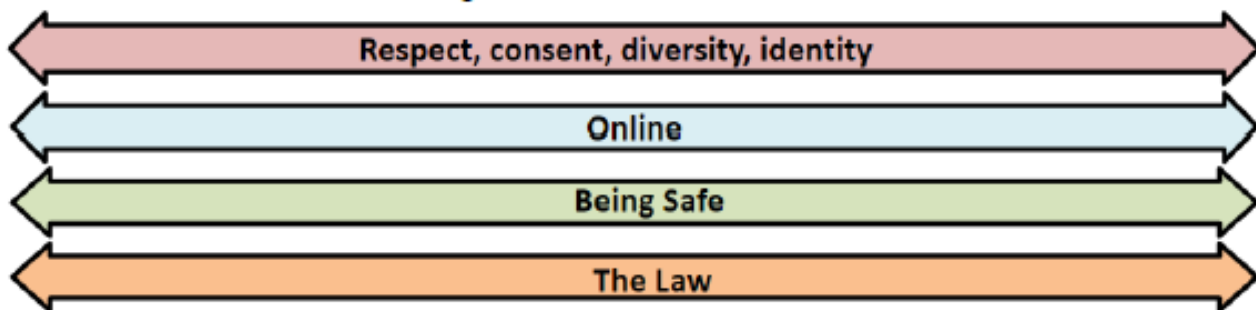 Respect, consent, diversity, identity
Online
Being Safe
The Law